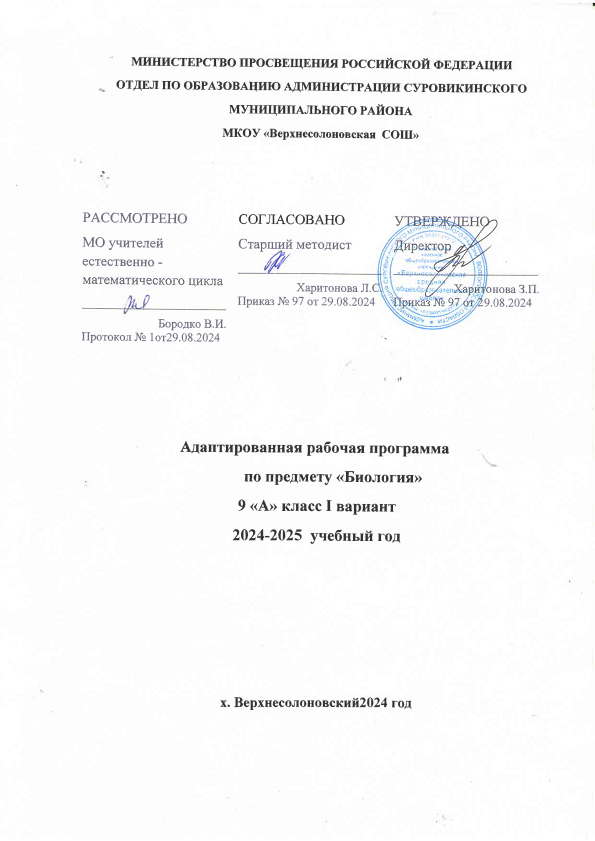 МИНИСТЕРСТВО ПРОСВЕЩЕНИЯ РОССИЙСКОЙ ФЕДЕРАЦИИ
ОТДЕЛ ПО ОБРАЗОВАНИЮ АДМИНИСТРАЦИИ СУРОВИКИНСКОГО
МУНИЦИПАЛЬНОГО РАЙОНА
МКОУ «Верхнесолоновская СОШ»
РАССМОТРЕНО
МО учителей
естественно -
математического цикла
Бородко В.И.
Протокол № 1от29.08.2024
СОГЛАСОВАНО
Старший методист
Харитонова Л.С.
Приказ № 97 от 29.08.2024
УТВЕРЖДЕНО
Директор
Харитонова З.П.
Приказ № 97 от 29.08.2024
«Верхнесолоновская
средняя
Адаптированная рабочая программа
по предмету «Биология»
9 «А» класс I вариант
2024-2025 учебный год
х. Верхнесолоновский2024 год